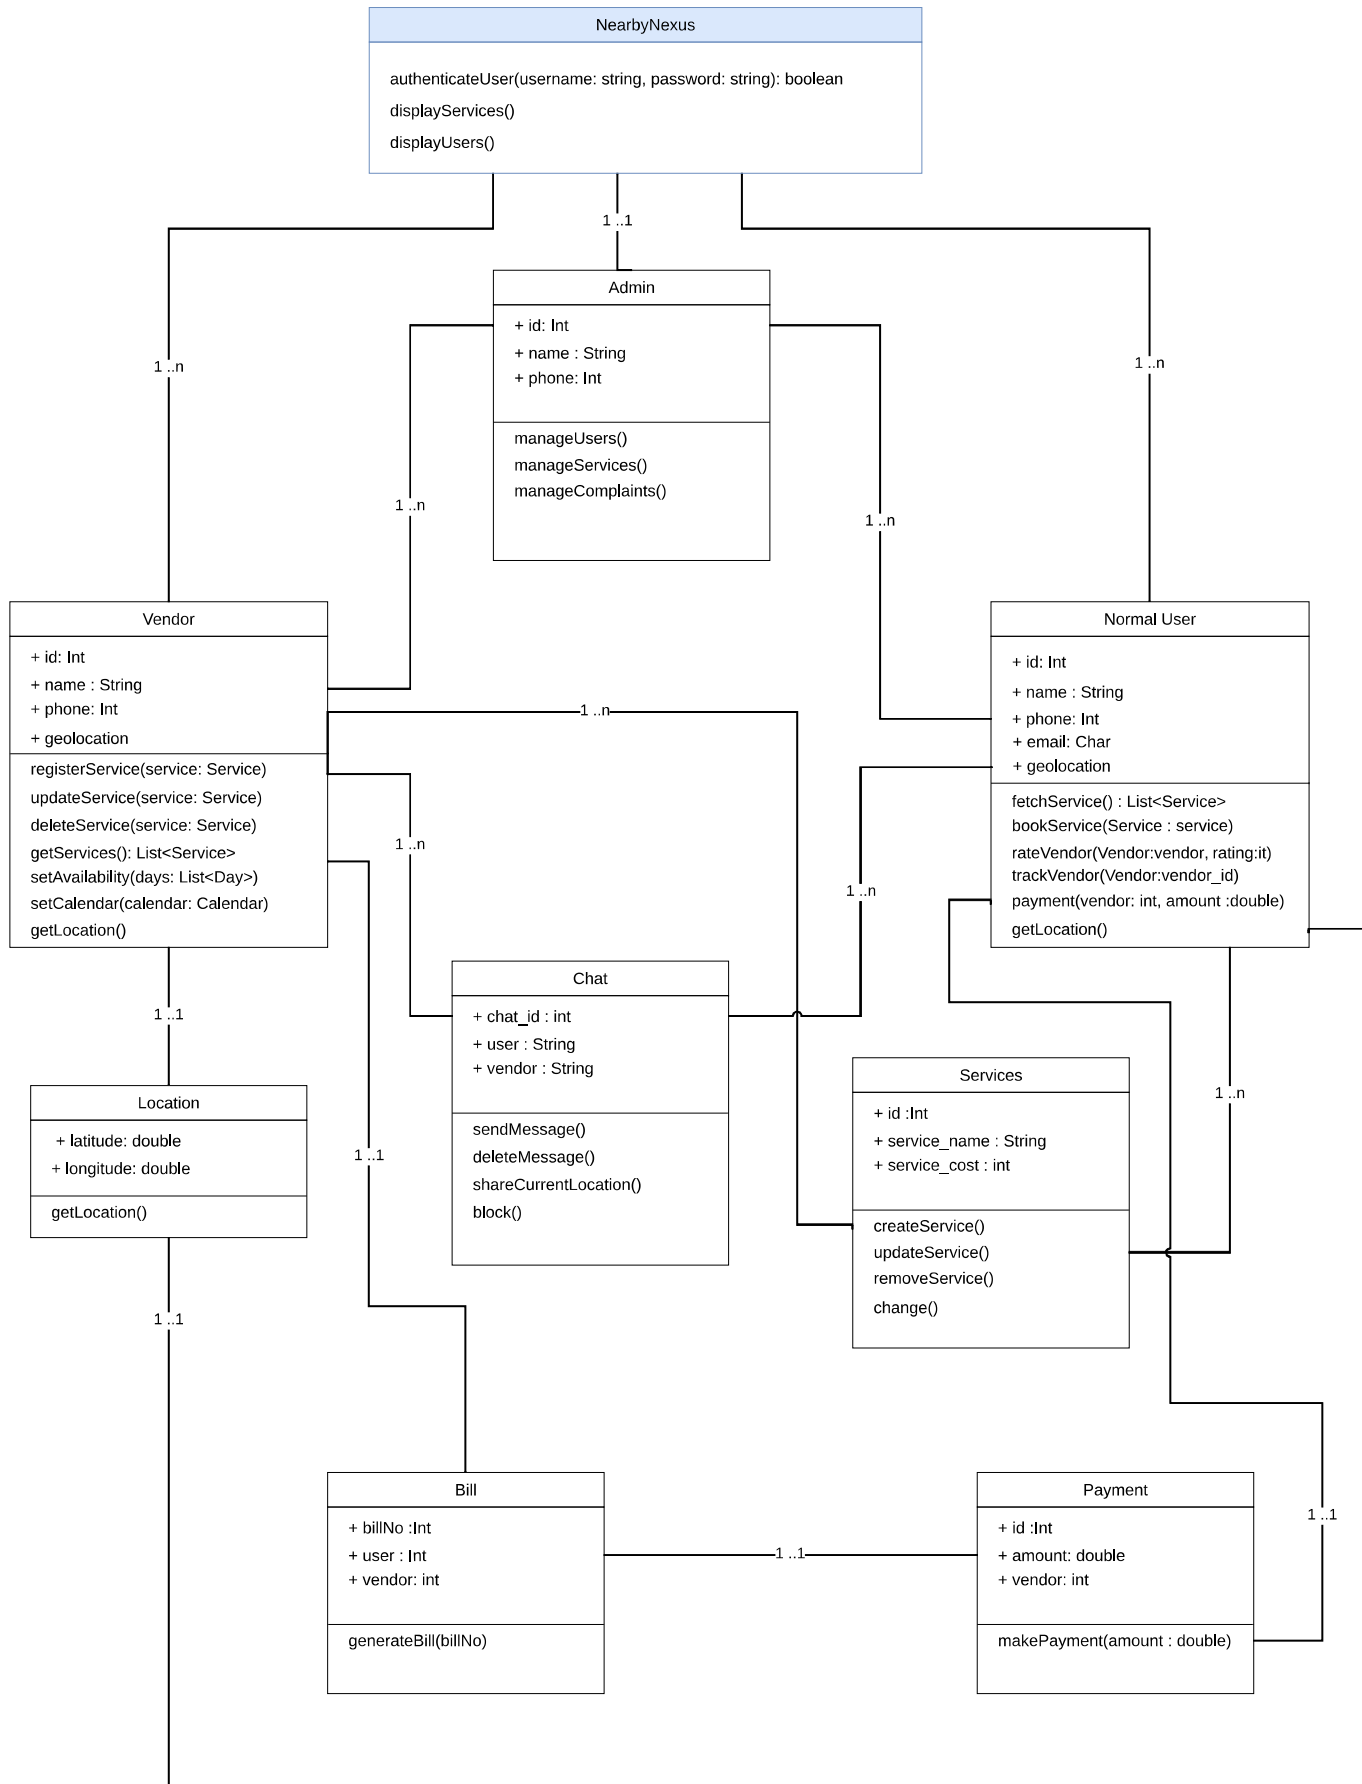 NearbyNexus
authenticateUser(username: string, password: string): boolean
displayServices()
displayUsers()
1 ..1
1 ..n
1 ..n
Admin
+ id: Int
+ name : String
+ phone: Int
manageUsers()
manageServices()
manageComplaints()
1 ..n
1 ..n
Vendor
+ id: Int
+ name : String
+ phone: Int
+ geolocation
registerService(service: Service)
updateService(service: Service)
deleteService(service: Service)
getServices(): List<Service>
setAvailability(days: List<Day>)
setCalendar(calendar: Calendar)
getLocation()
Normal User
+ id: Int
+ name : String
+ phone: Int
+ email: Char
+ geolocation
fetchService() : List<Service>
bookService(Service : service)
rateVendor(Vendor:vendor, rating:it)
trackVendor(Vendor:vendor_id)
payment(vendor: int, amount :double)
getLocation()
1 ..n
1 ..n
1 ..n
Chat
+ chat_id : int
+ user : String
+ vendor : String
sendMessage()
deleteMessage()
shareCurrentLocation()
block()
1 ..1
Location
+ latitude: double
+ longitude: double
getLocation()
1 ..1
Services
+ id :Int
+ service_name : String
+ service_cost : int
createService()
updateService()
removeService()
change()
1 ..n
1 ..1
Bill
+ billNo :Int
+ user : Int
+ vendor: int
generateBill(billNo)
1 ..1
Payment
+ id :Int
+ amount: double
+ vendor: int
makePayment(amount : double)
1 ..1